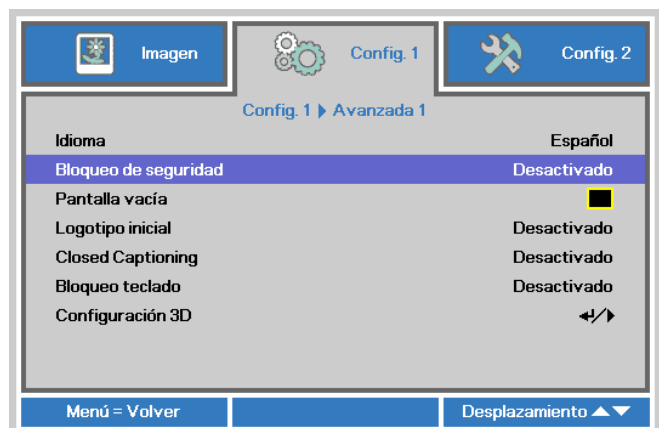 Imagen
Config. 1
Config. 2
Config. 1 ▶ Avanzada 1
Idioma Español
Bloqueo de seguridad Desactivado
Pantalla vacía
Logotipo inicial Desactivado
Closed Captioning Desactivado
Bloqueo teclado Desactivado
Configuración 3D ↵/▶
Menú = Volver
Desplazamiento ▲▼